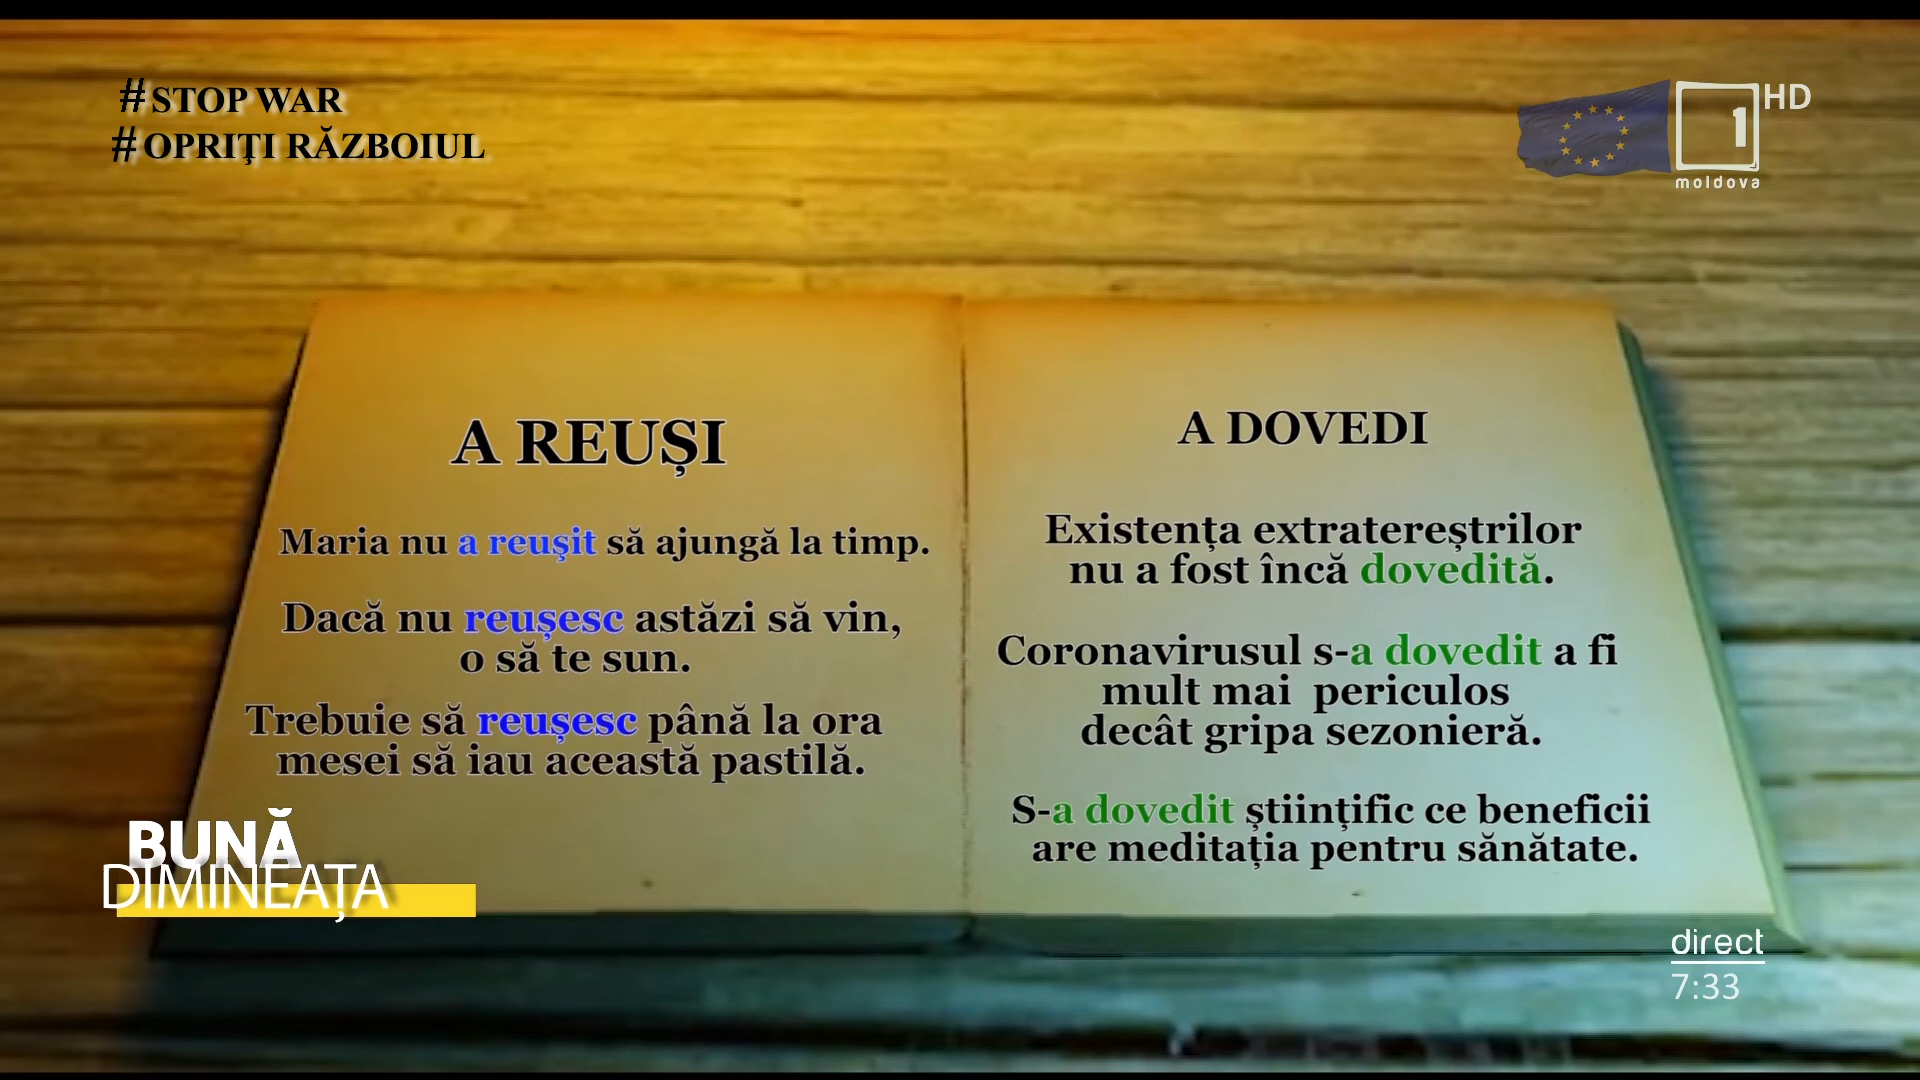 #STOP WAR
#OPRIŢI RĂZBOIUL
1 HD
moldova
A REUȘI
Maria nu a reuşit să ajungă la timp.
Dacă nu reușesc astăzi să vin,
o să te sun.
Trebuie să reușesc până la ora
mesei să iau această pastilă.
A DOVEDI
Existența extratereștrilor
nu a fost încă dovedită.
Coronavirusul s-a dovedit a fi
mult mai periculos
decât gripa sezonieră.
S-a dovedit științific ce beneficii
are meditația pentru sănătate.
BUNĂ
DIMINEAȚA
direct
7:33